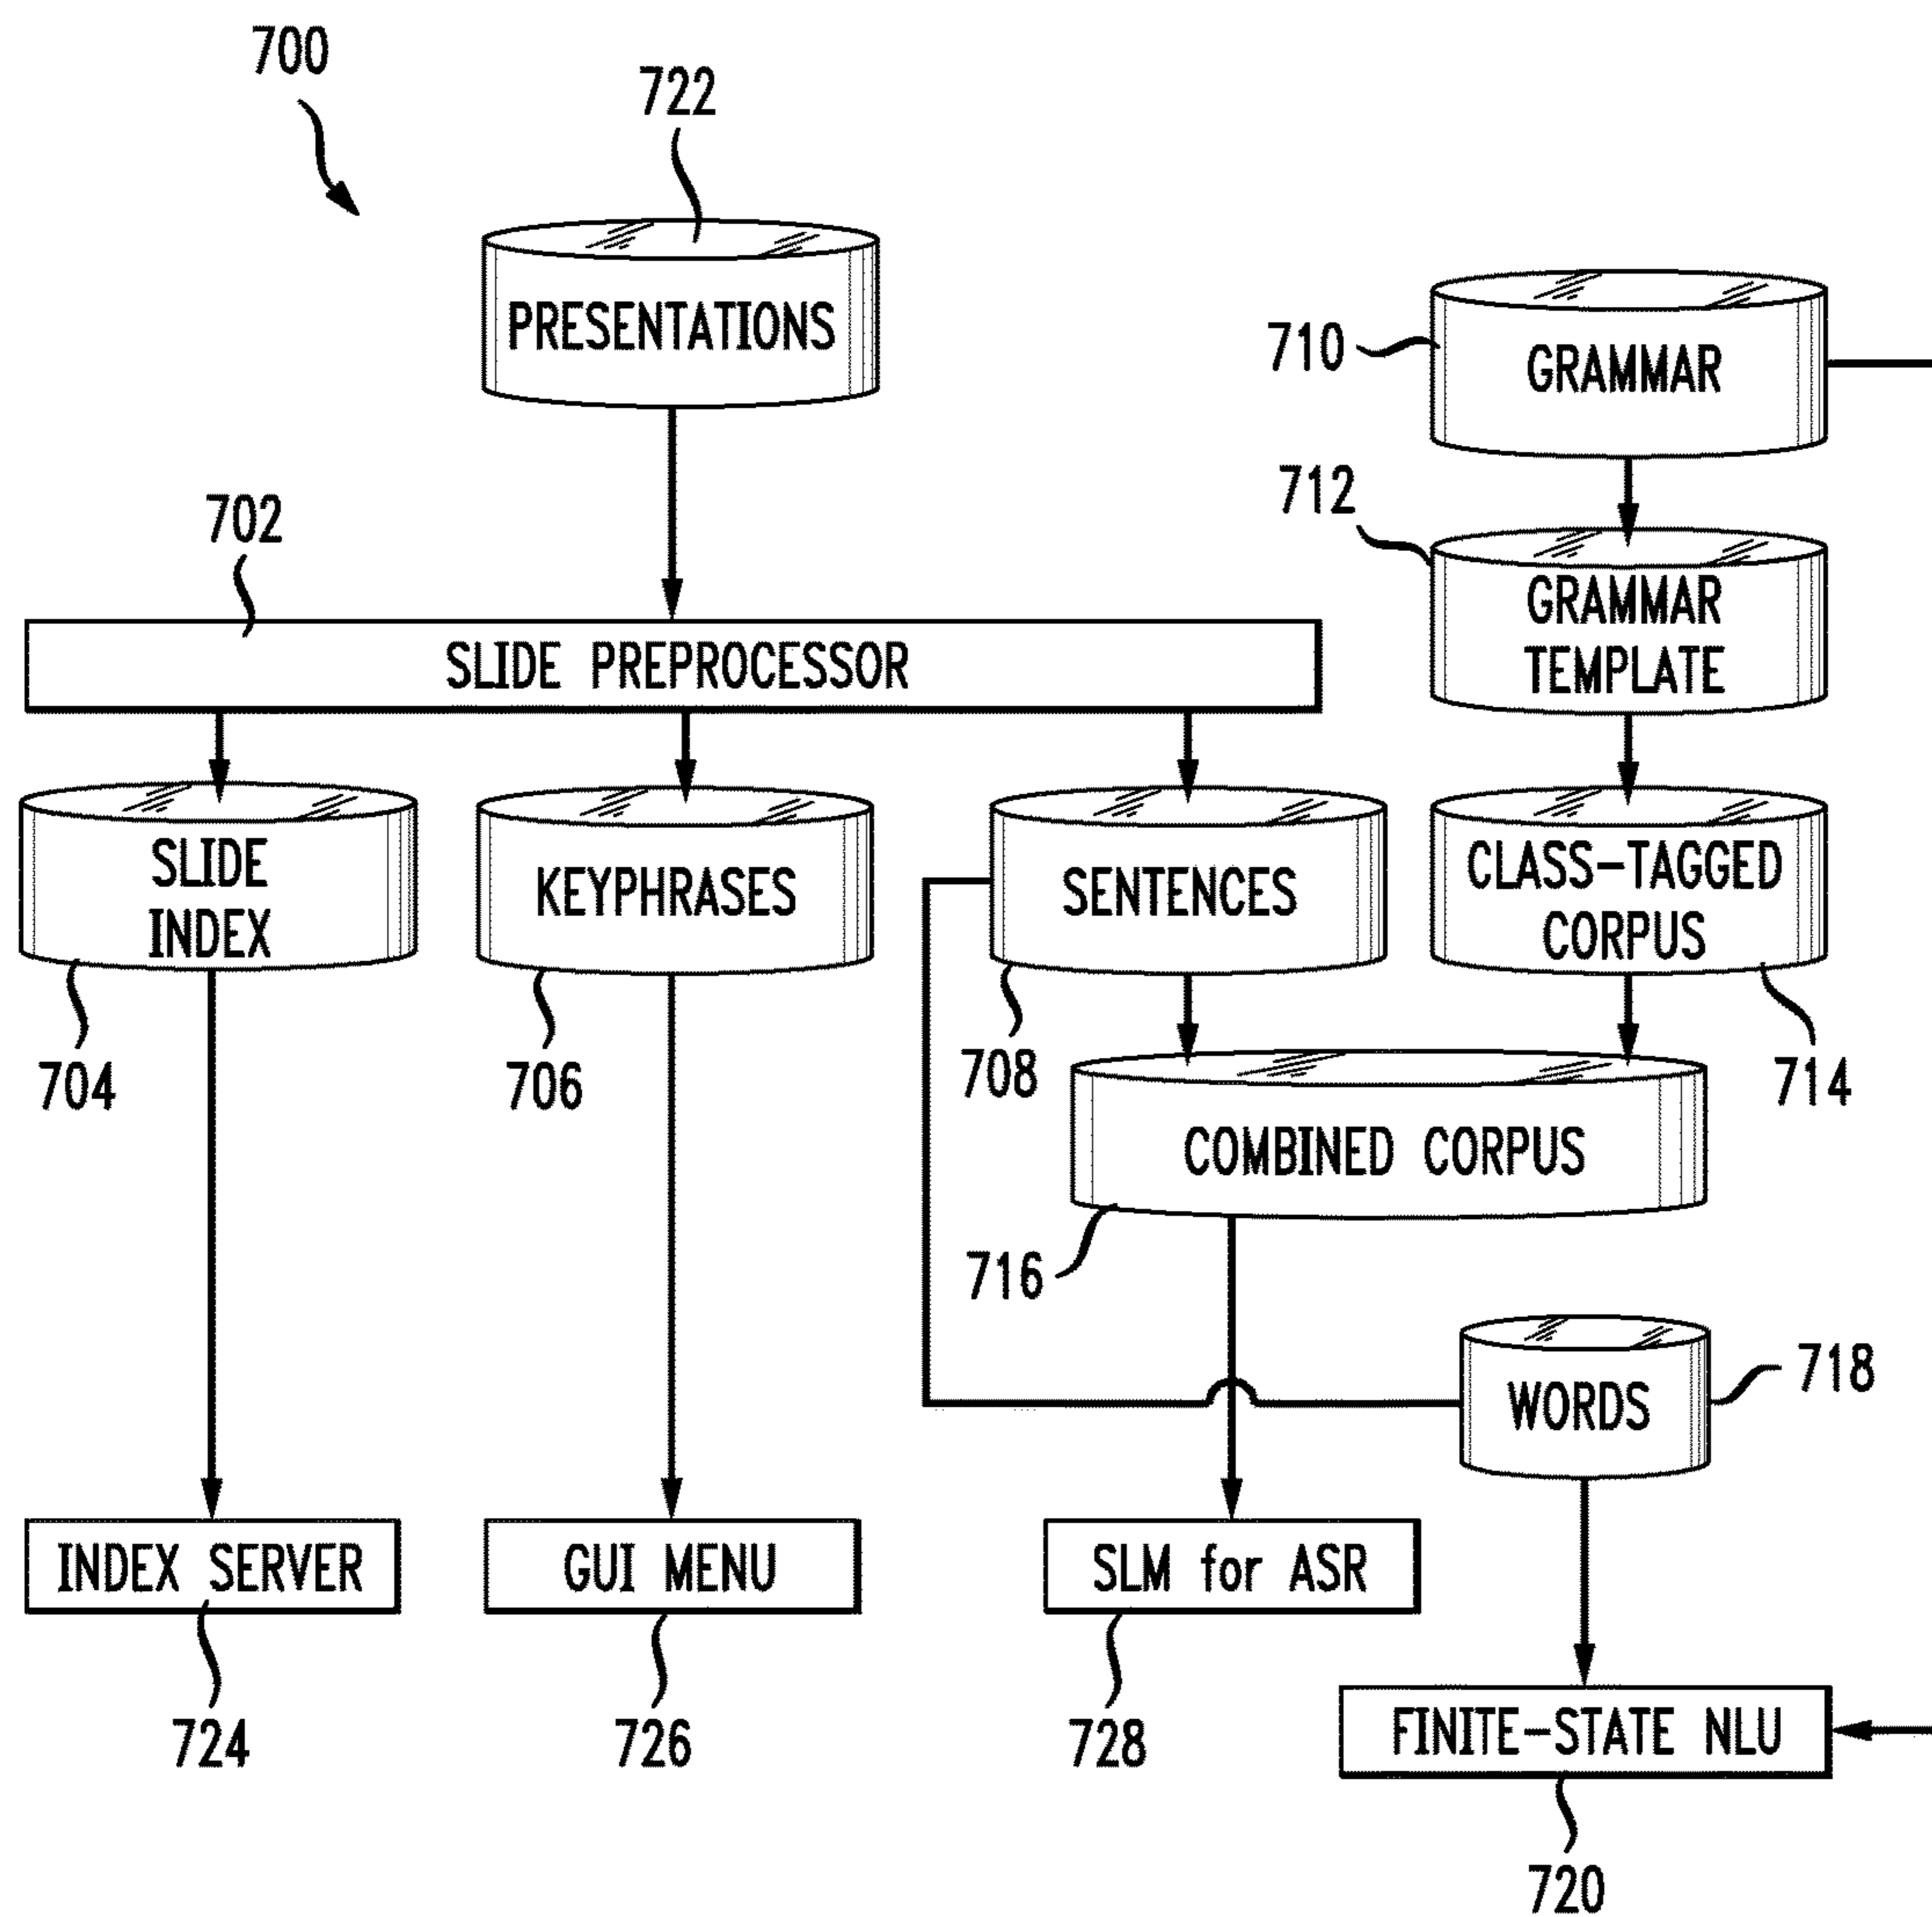 700
722
PRESENTATIONS
710
GRAMMAR
712
702
GRAMMAR
TEMPLATE
SLIDE PREPROCESSOR
SLIDE
INDEX
KEYPHRASES
SENTENCES
CLASS-TAGGED
CORPUS
704
706
708
714
COMBINED CORPUS
716
WORDS
718
INDEX SERVER
GUI MENU
SLM for ASR
724
726
728
FINITE-STATE NLU
720